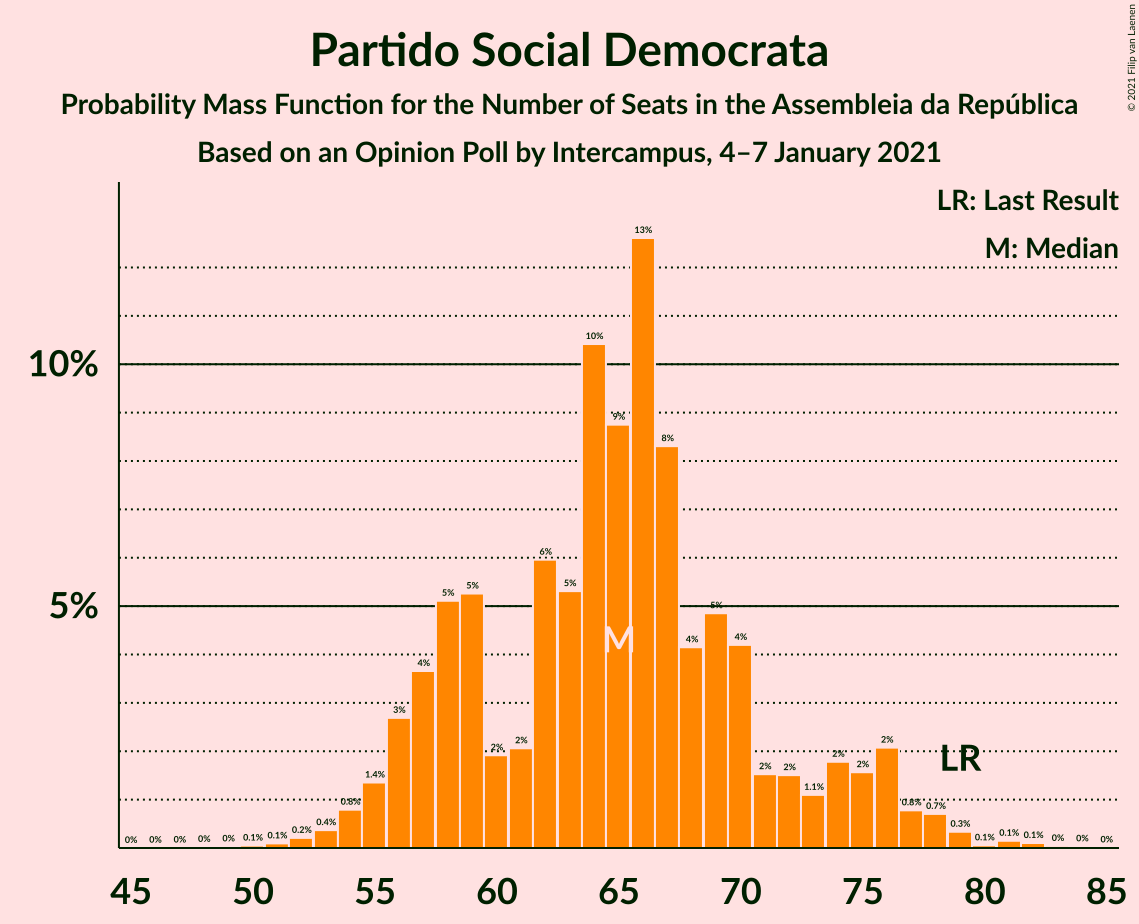 Partido Social Democrata
Probability Mass Function for the Number of Seats in the Assembleia da República
Based on an Opinion Poll by Intercampus, 4–7 January 2021
© 2021 Filip van Laenen
LR: Last Result
M: Median
10%
5%
0% 0% 0% 0% 0% 0.1% 0.1% 0.2% 0.4% 0.8% 1.4% 3% 4% 5% 5% 2% 2% 6% 5% 10% 9% 13% 8% 4% 5% 4% 2% 2% 1.1% 2% 2% 2% 0.8% 0.7% 0.3% 0.1% 0.1% 0.1% 0% 0% 0%
M
LR
45 50 55 60 65 70 75 80 85